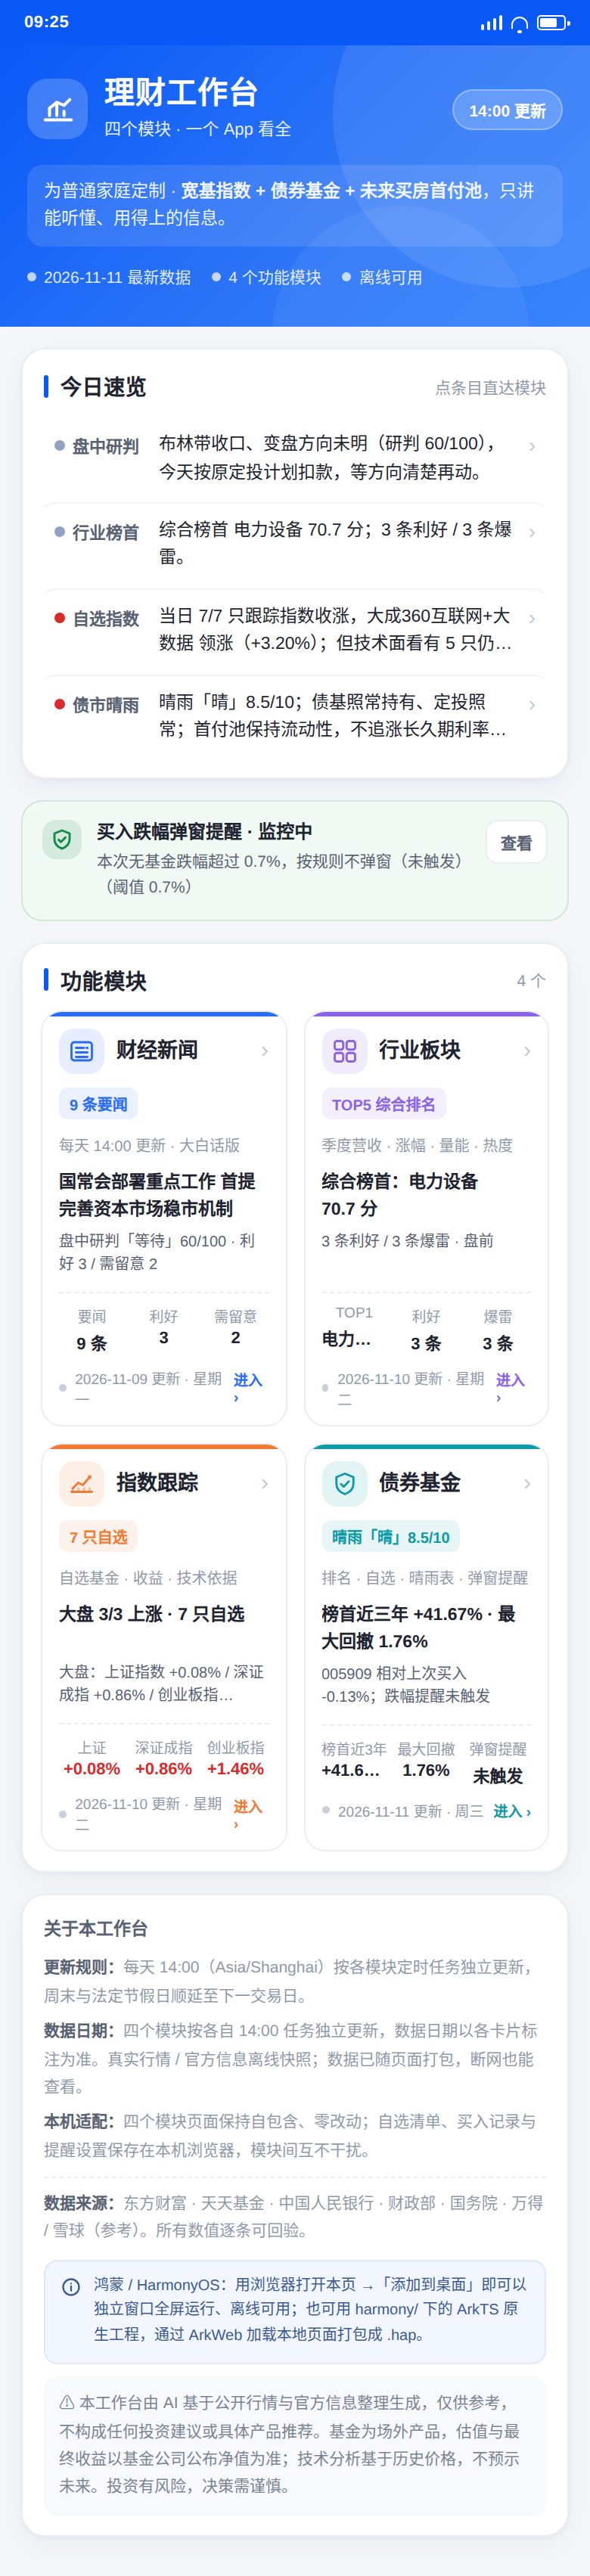 09:25
理财工作台
四个模块 · 一个 App 看全
14:00 更新
为普通家庭定制 · 宽基指数 + 债券基金 + 未来买房首付池，只讲
能听懂、用得上的信息。
2026-11-11 最新数据
4 个功能模块
离线可用
今日速览
点条目直达模块
盘中研判
布林带收口、变盘方向未明（研判 60/100），
今天按原定投计划扣款，等方向清楚再动。
行业榜首
综合榜首 电力设备 70.7 分；3 条利好 / 3 条爆
雷。
自选指数
当日 7/7 只跟踪指数收涨，大成360互联网+大
数据 领涨（+3.20%）；但技术面看有 5 只仍…
债市晴雨
晴雨「晴」8.5/10；债基照常持有、定投照
常；首付池保持流动性，不追涨长久期利率…
买入跌幅弹窗提醒 · 监控中
本次无基金跌幅超过 0.7%，按规则不弹窗（未触发）
（阈值 0.7%）
查看
功能模块
4 个
财经新闻 ›
9 条要闻
每天 14:00 更新 · 大白话版
国常会部署重点工作 首提
完善资本市场稳市机制
盘中研判「等待」60/100 · 利
好 3 / 需留意 2
要闻 利好 需留意
9 条 3 2
2026-11-09 更新 · 星期
一
进入
›
行业板块 ›
TOP5 综合排名
季度营收 · 涨幅 · 量能 · 热度
综合榜首：电力设备
70.7 分
3 条利好 / 3 条爆雷 · 盘前
TOP1 利好 爆雷
电力… 3 条 3 条
2026-11-10 更新 · 星期
二
进入
›
指数跟踪 ›
7 只自选
自选基金 · 收益 · 技术依据
大盘 3/3 上涨 · 7 只自选
大盘：上证指数 +0.08% / 深证
成指 +0.86% / 创业板指…
上证 深证成指 创业板指
+0.08% +0.86% +1.46%
2026-11-10 更新 · 星期
二
进入
›
债券基金 ›
晴雨「晴」8.5/10
排名 · 自选 · 晴雨表 · 弹窗提醒
榜首近三年 +41.67% · 最
大回撤 1.76%
005909 相对上次买入
-0.13%；跌幅提醒未触发
榜首近3年 最大回撤 弹窗提醒
+41.6… 1.76% 未触发
2026-11-11 更新 · 周三 进入 ›
关于本工作台
更新规则：每天 14:00（Asia/Shanghai）按各模块定时任务独立更新，
周末与法定节假日顺延至下一交易日。
数据日期：四个模块按各自 14:00 任务独立更新，数据日期以各卡片标
注为准。真实行情 / 官方信息离线快照；数据已随页面打包，断网也能
查看。
本机适配：四个模块页面保持自包含、零改动；自选清单、买入记录与
提醒设置保存在本机浏览器，模块间互不干扰。
数据来源：东方财富 · 天天基金 · 中国人民银行 · 财政部 · 国务院 · 万得
/ 雪球（参考）。所有数值逐条可回验。
鸿蒙 / HarmonyOS：用浏览器打开本页 →「添加到桌面」即可以
独立窗口全屏运行、离线可用；也可用 harmony/ 下的 ArkTS 原
生工程，通过 ArkWeb 加载本地页面打包成 .hap。
⚠ 本工作台由 AI 基于公开行情与官方信息整理生成，仅供参考，
不构成任何投资建议或具体产品推荐。基金为场外产品，估值与最
终收益以基金公司公布净值为准；技术分析基于历史价格，不预示
未来。投资有风险，决策需谨慎。